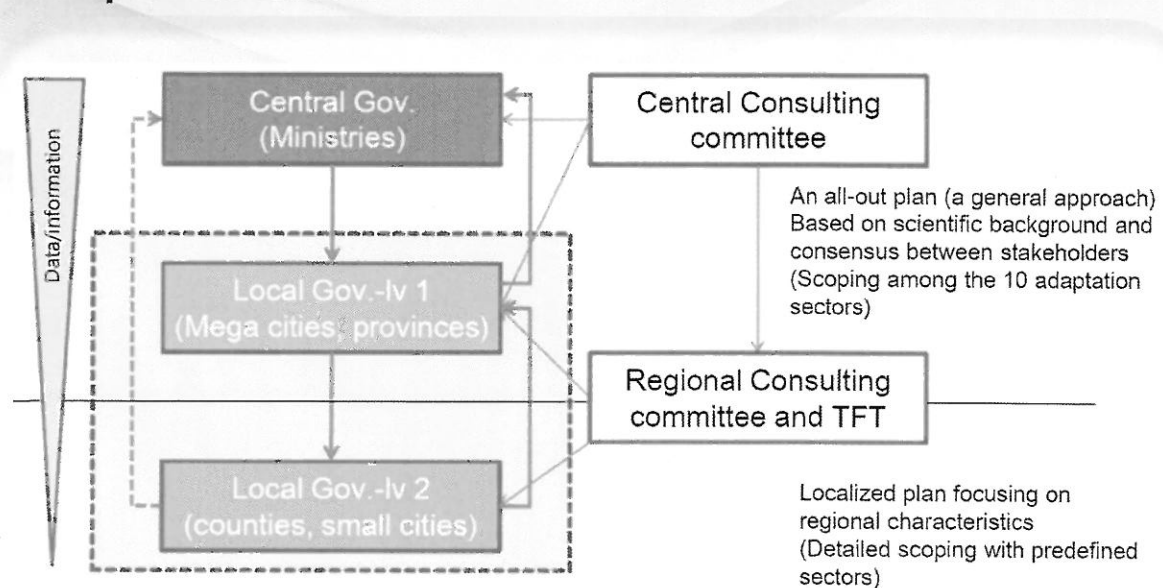 Data/information
Central Gov.
(Ministries)
Central Consulting
committee
An all-out plan (a general approach)
Based on scientific background and
consensus between stakeholders
(Scoping among the 10 adaptation
sectors)
Local Gov.-lv 1
(Mega cities, provinces)
Regional Consulting
committee and TFT
Local Gov.-lv 2
(counties, small cities)
Localized plan focusing on
regional characteristics
(Detailed scoping with predefined
sectors)